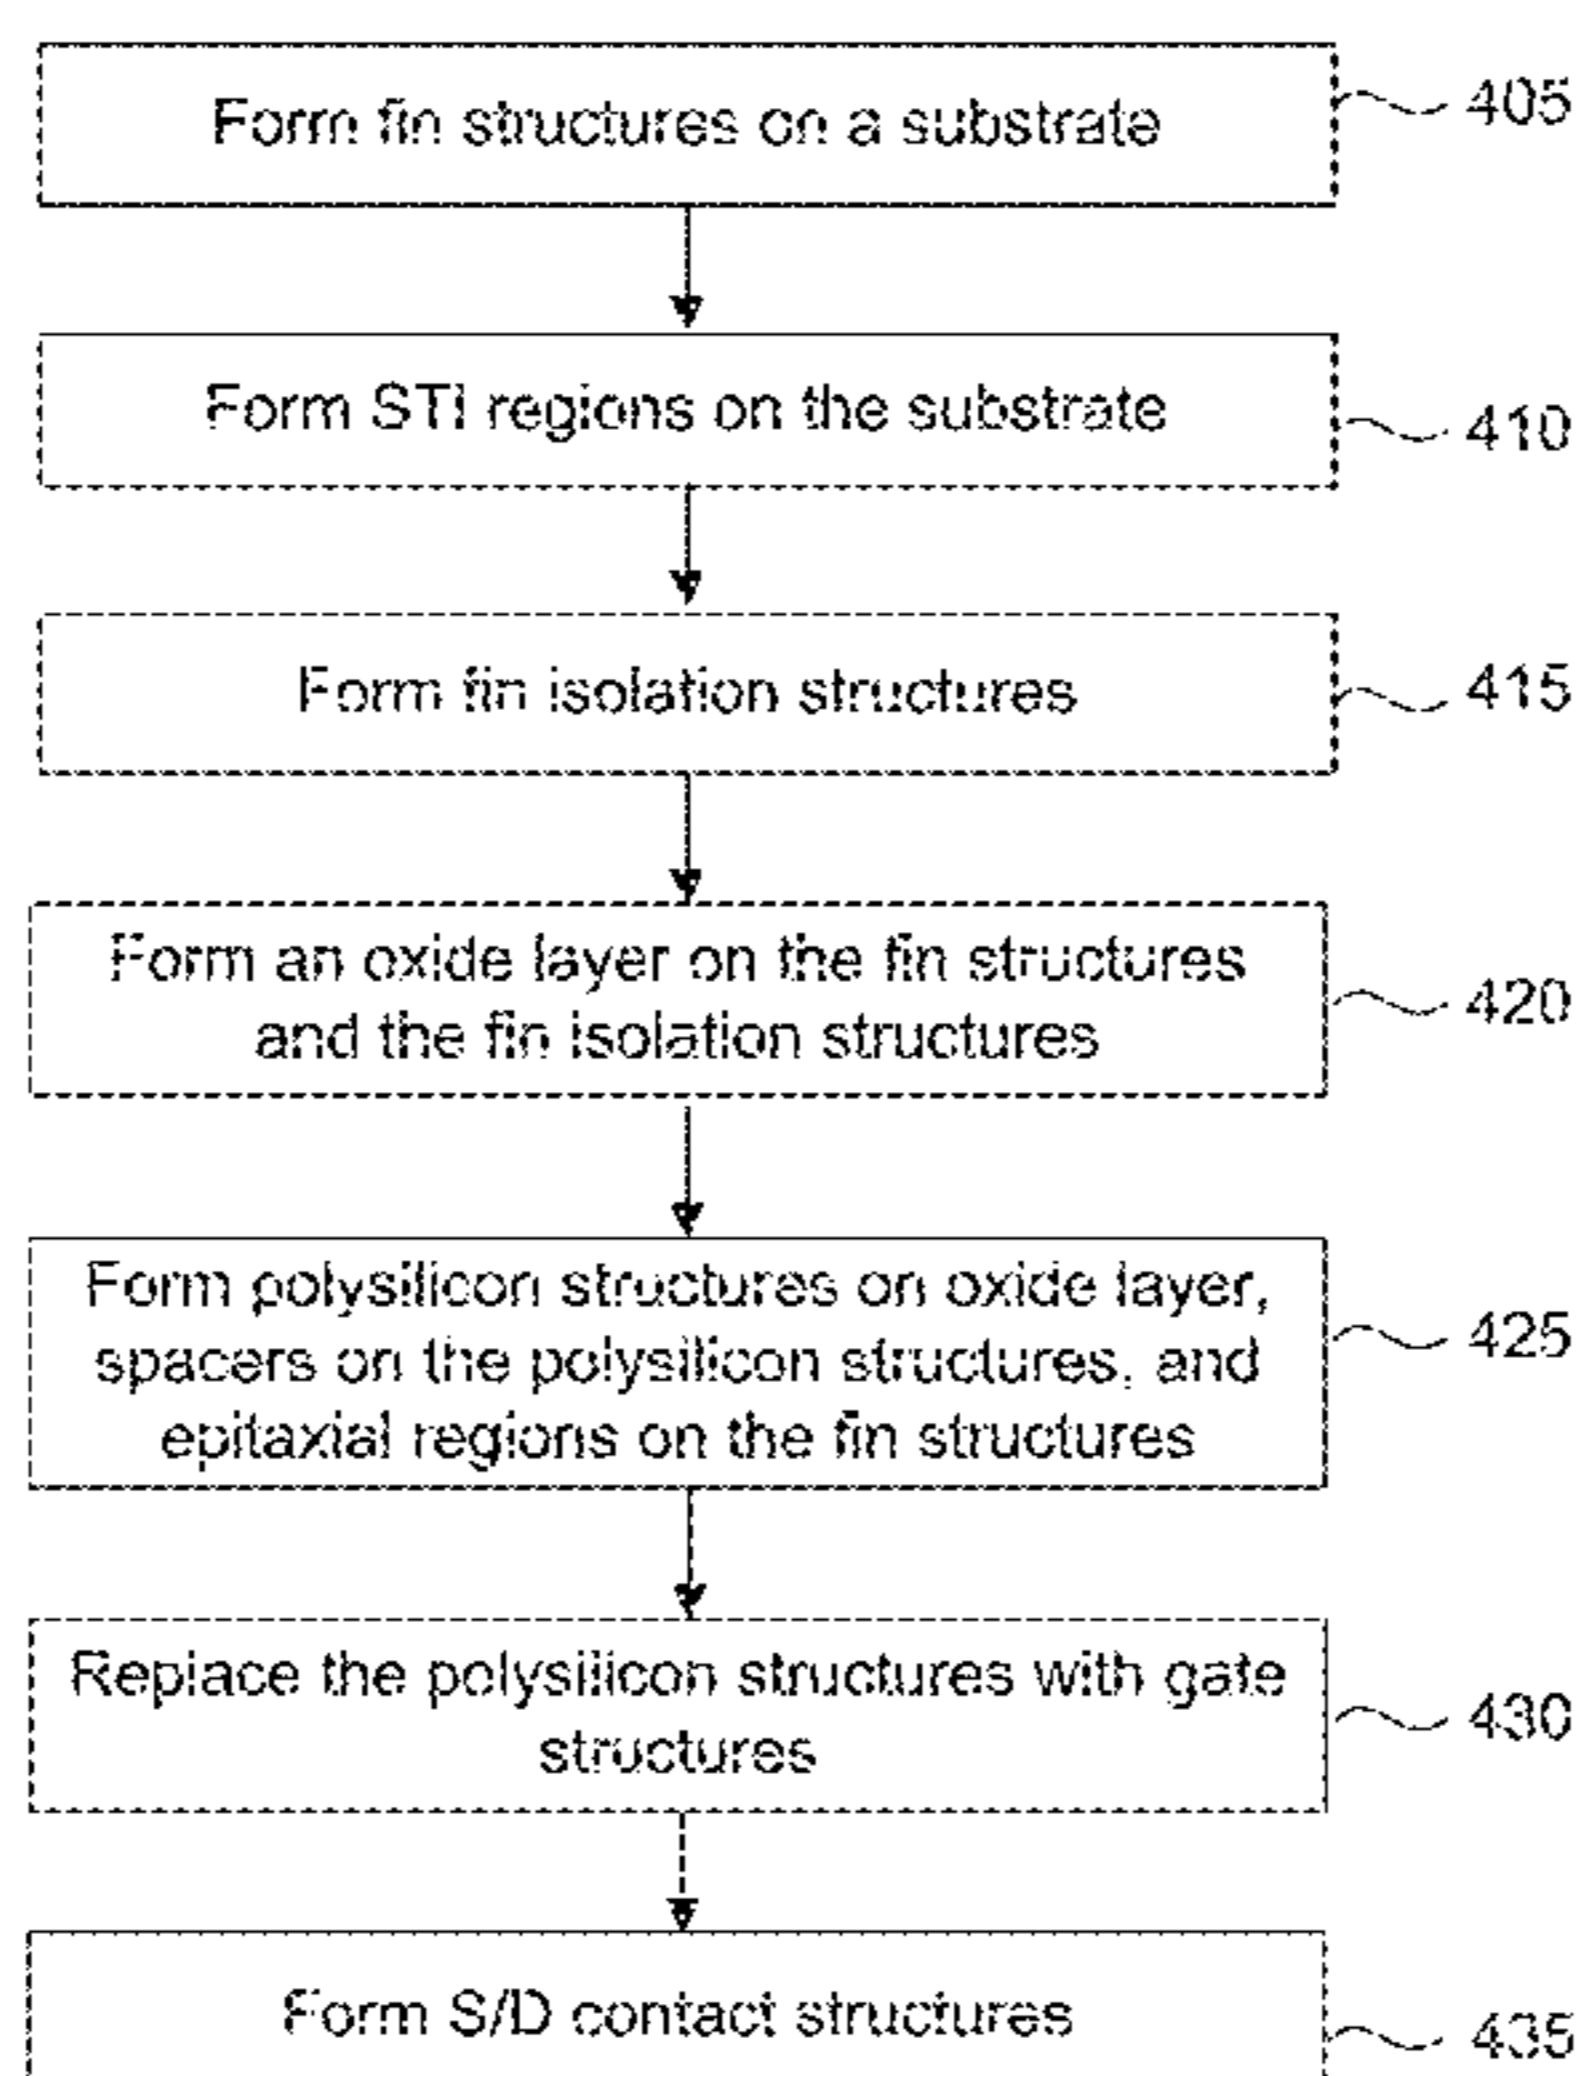 Form fin structures on a substrate
405
Form STI regions on the substrate
410
Form fin isolation structures
415
Form an oxide layer on the fin structures
and the fin isolation structures
420
Form polysilicon structures on oxide layer,
spacers on the polysilicon structures, and
epitaxial regions on the fin structures
425
Replace the polysilicon structures with gate
structures
430
Form S/D contact structures
435